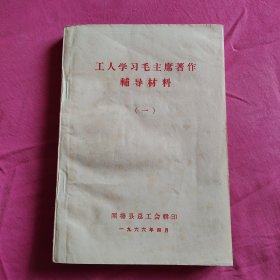 工人学习毛主席著作
輔导材料
（一）
县总工会翻印
一九六六年四月